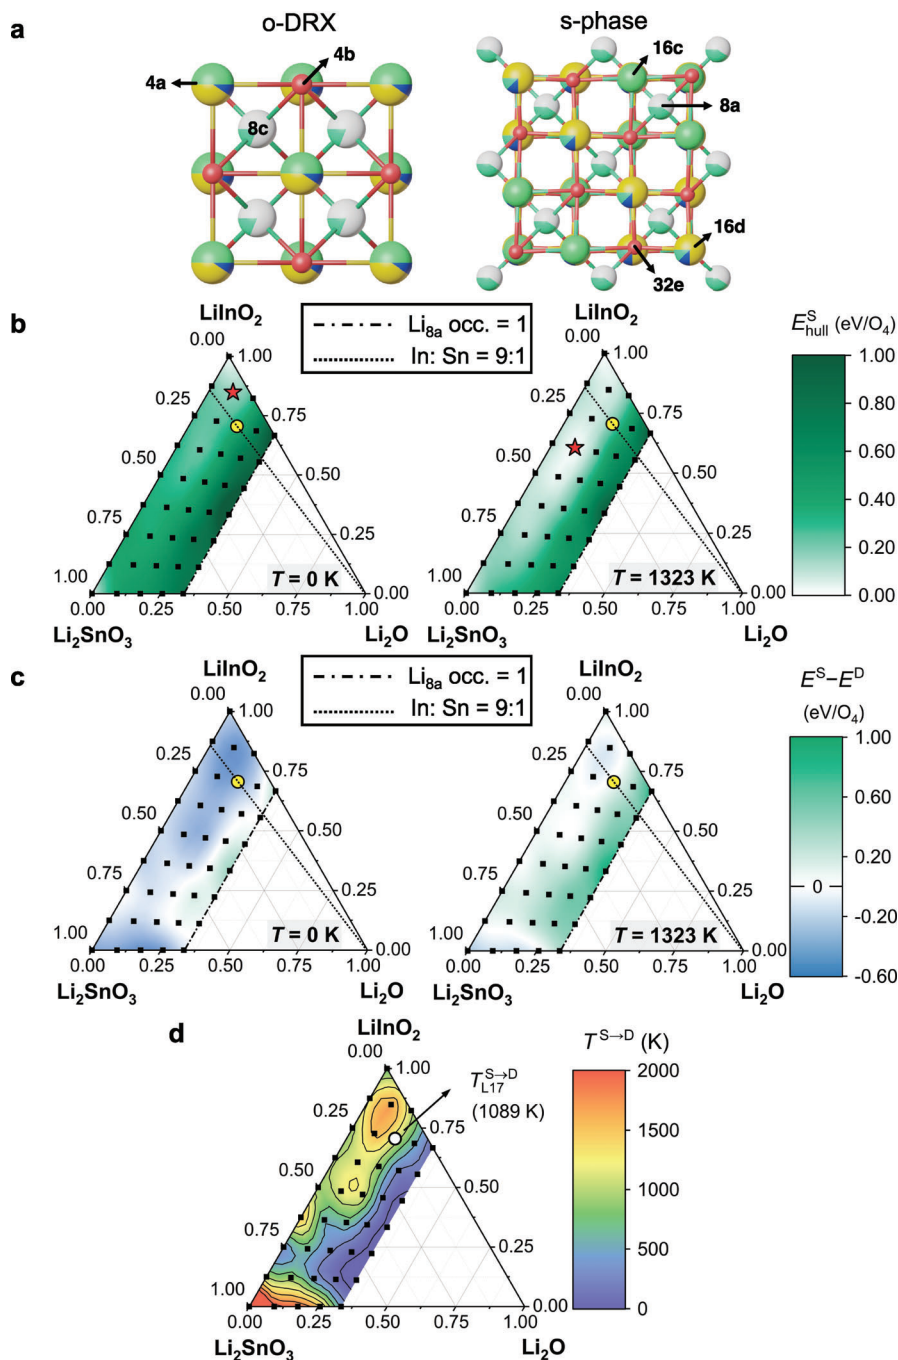 a
o-DRX
s-phase
4a
4b
8c
16c
8a
16d
32e
b
LiInO2
Li8a occ. = 1
In: Sn = 9:1
LiInO2
E S hull (eV/O4)
0.00
1.00
0.25
0.75
0.50
0.50
0.75
0.25
1.00
0.00
T = 0 K
0.00 0.25 0.50 0.75 1.00
Li2SnO3
Li2O
0.00
1.00
0.25
0.75
0.50
0.50
0.75
0.25
1.00
0.00
T = 1323 K
0.00 0.25 0.50 0.75 1.00
Li2SnO3
Li2O
1.00
0.80
0.60
0.40
0.20
0.00
c
LiInO2
Li8a occ. = 1
In: Sn = 9:1
LiInO2
E^S−E^D
(eV/O4)
0.00
1.00
0.25
0.75
0.50
0.50
0.75
0.25
1.00
0.00
T = 0 K
0.00 0.25 0.50 0.75 1.00
Li2SnO3
Li2O
0.00
1.00
0.25
0.75
0.50
0.50
0.75
0.25
1.00
0.00
T = 1323 K
0.00 0.25 0.50 0.75 1.00
Li2SnO3
Li2O
1.00
0.60
0.20
0
-0.20
-0.60
d
LiInO2
T^S→D (K)
0.00
1.00
T L17 S→D
(1089 K)
0.25
0.75
0.50
0.50
0.75
0.25
1.00
0.00
0.00 0.25 0.50 0.75 1.00
Li2SnO3
Li2O
2000
1500
1000
500
0